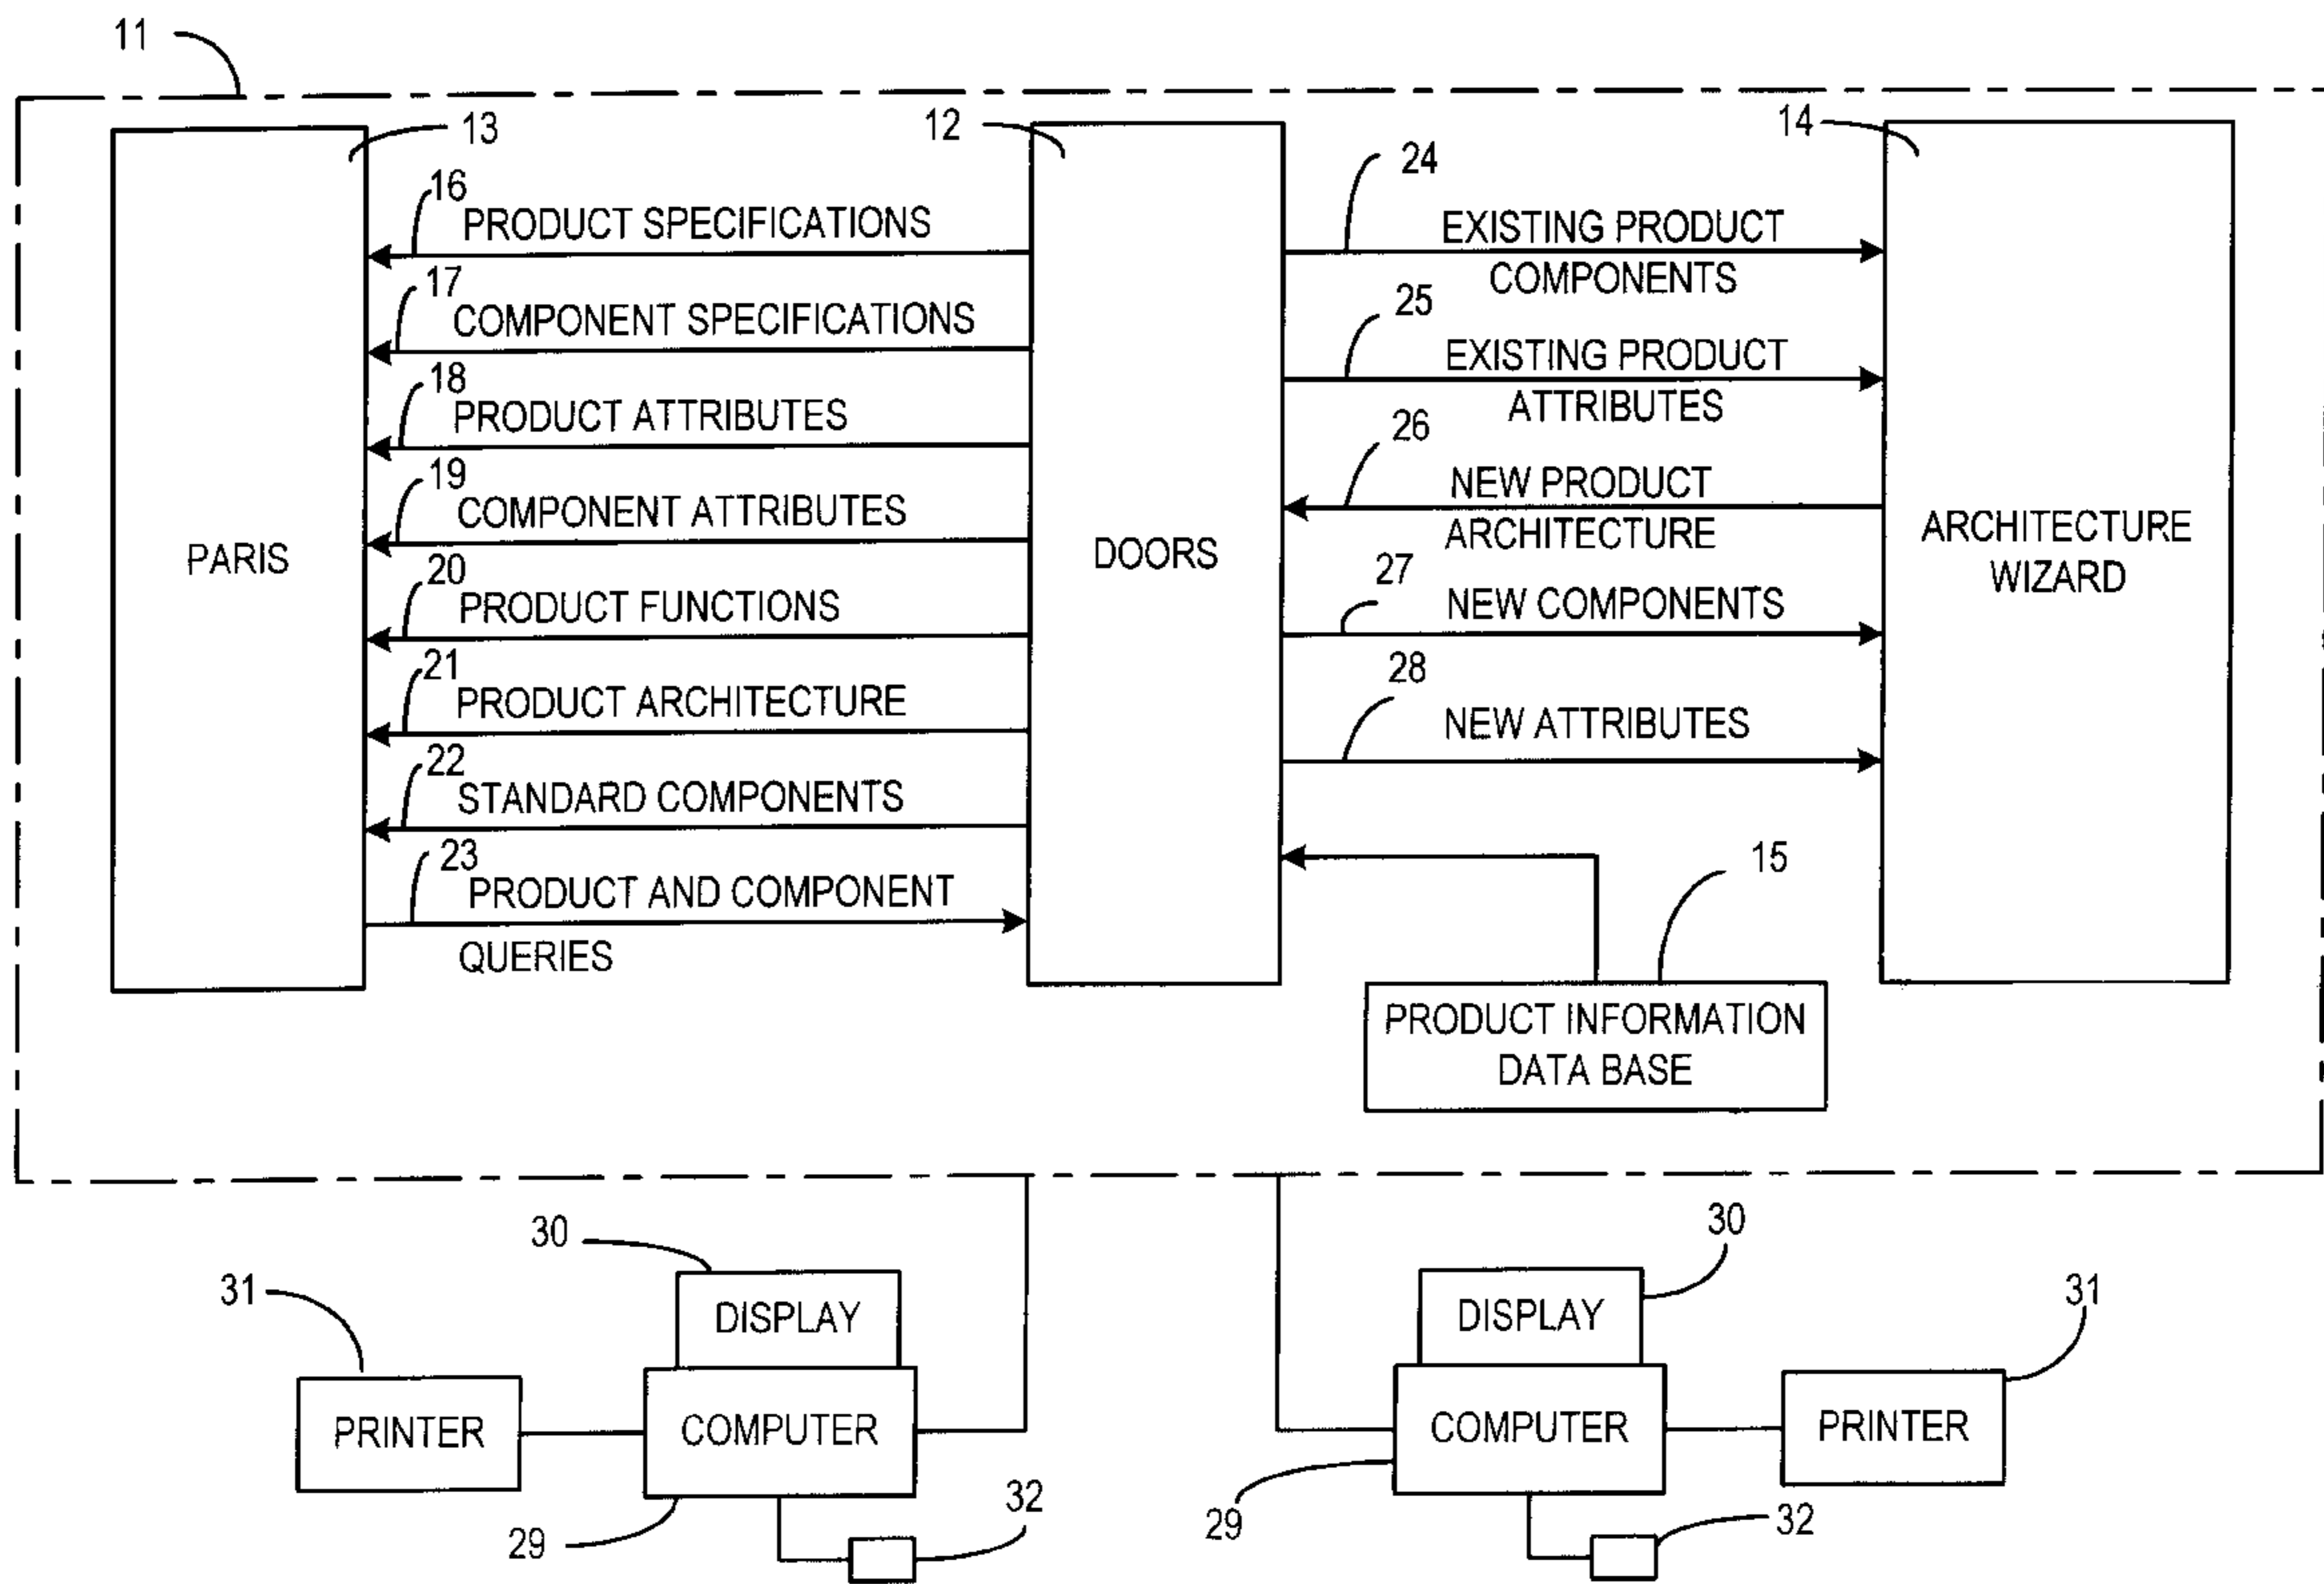 11
13
12
14
16
PRODUCT SPECIFICATIONS
17
COMPONENT SPECIFICATIONS
18
PRODUCT ATTRIBUTES
19
COMPONENT ATTRIBUTES
20
PRODUCT FUNCTIONS
21
PRODUCT ARCHITECTURE
22
STANDARD COMPONENTS
23
PRODUCT AND COMPONENT
QUERIES
PARIS
DOORS
24
EXISTING PRODUCT
COMPONENTS
25
EXISTING PRODUCT
ATTRIBUTES
26
NEW PRODUCT
ARCHITECTURE
27
NEW COMPONENTS
28
NEW ATTRIBUTES
ARCHITECTURE
WIZARD
15
PRODUCT INFORMATION
DATA BASE
30
31
DISPLAY
PRINTER
COMPUTER
29
32
30
31
DISPLAY
COMPUTER
PRINTER
29
32